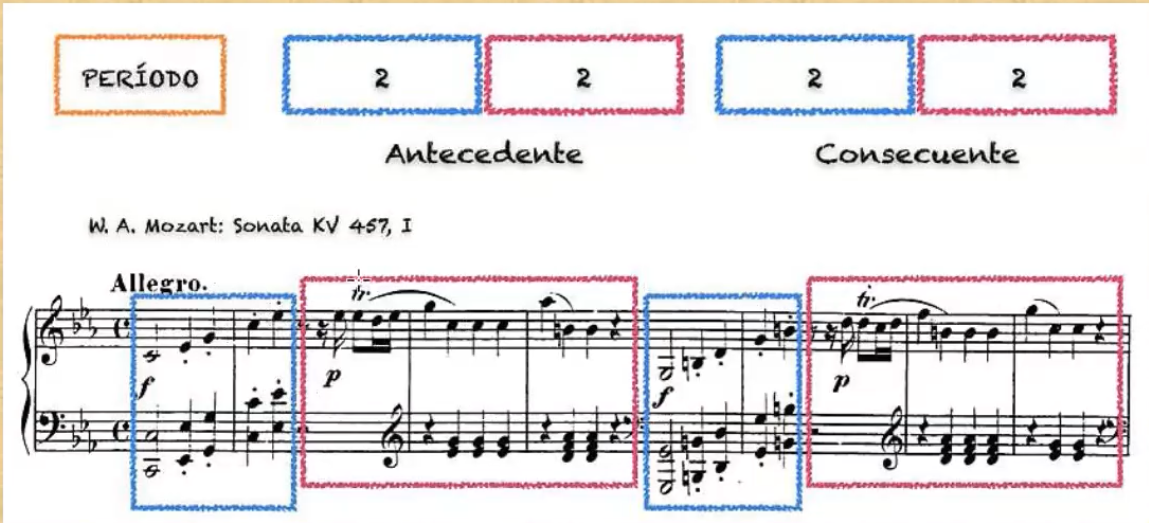 PERÍODO 2 2 2 2
Antecedente Consecuente
W. A. Mozart: Sonata KV 457, I
Allegro.
tr. tr.
f p f p